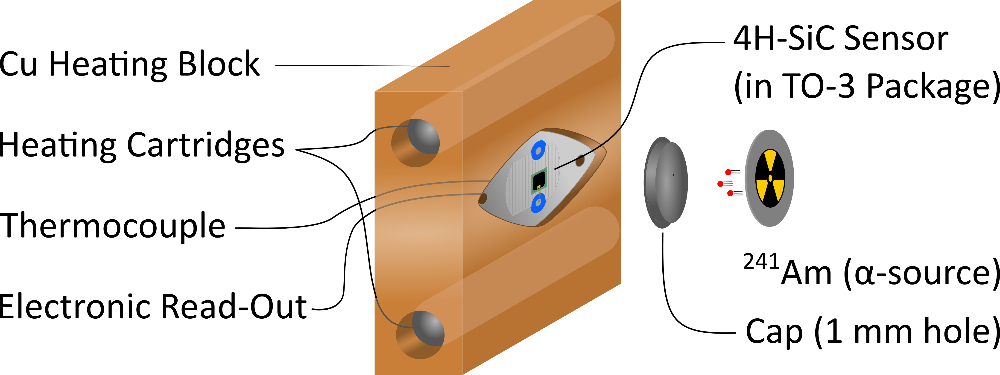 Cu Heating Block
Heating Cartridges
Thermocouple
Electronic Read-Out
4H-SiC Sensor
(in TO-3 Package)
²⁴¹Am (α-source)
Cap (1 mm hole)